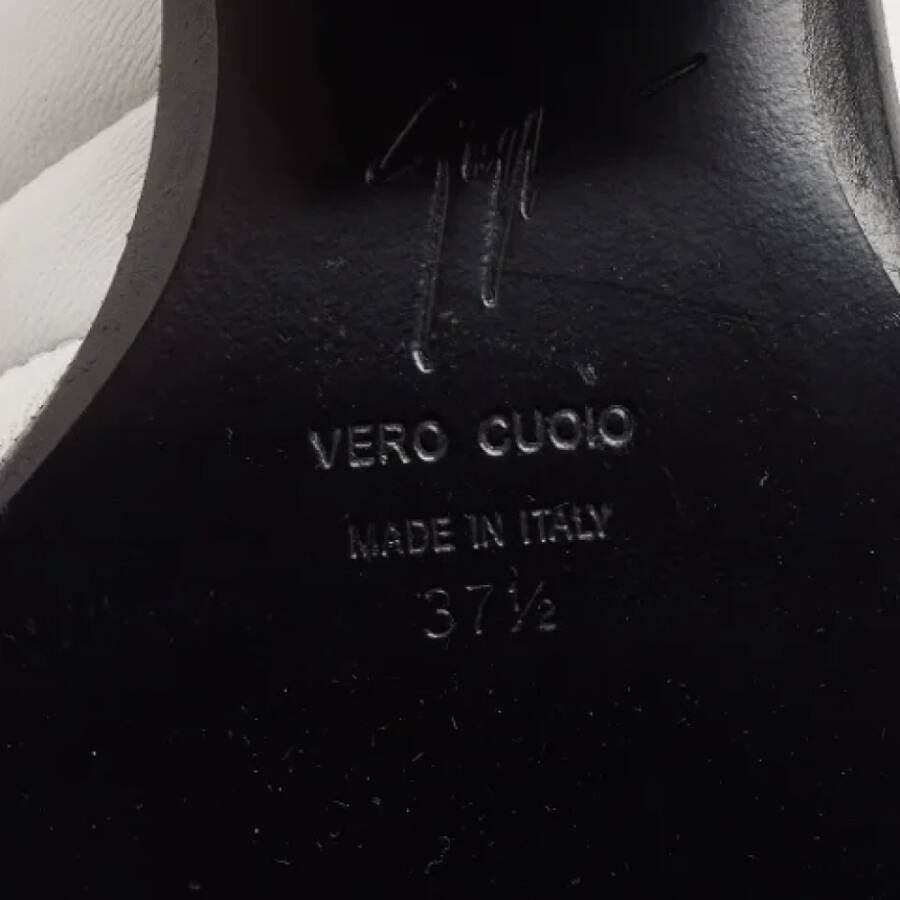 VERO CUOIO
MADE IN ITALY
37½